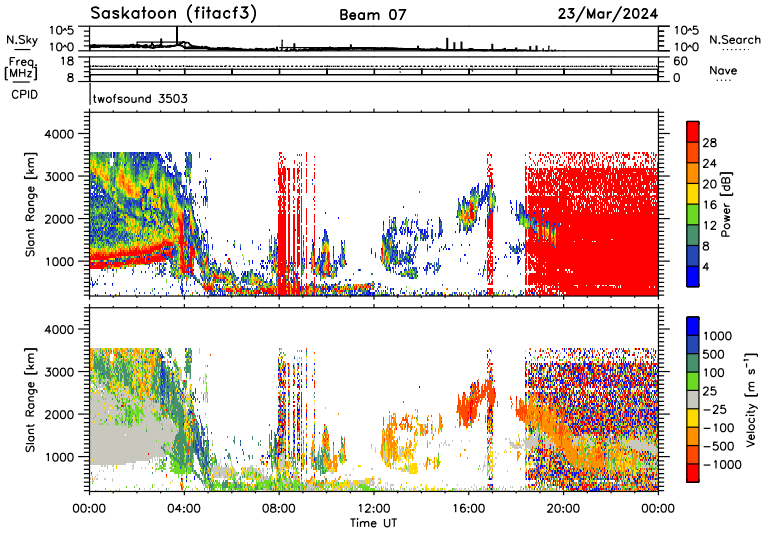 Saskatoon (fitacf3) Beam 07 23/Mar/2024
N.Sky 10^5 10^0 10^5 10^0 N.Search
Freq. [MHz] 18 8 60 0 Nave
CPID twofsound 3503
Slant Range [km] 4000 3000 2000 1000
28 24 20 16 12 8 4 Power [dB]
Slant Range [km] 4000 3000 2000 1000
1000 500 100 25 −25 −100 −500 −1000 Velocity [m s⁻¹]
00:00 04:00 08:00 12:00 16:00 20:00 00:00
Time UT